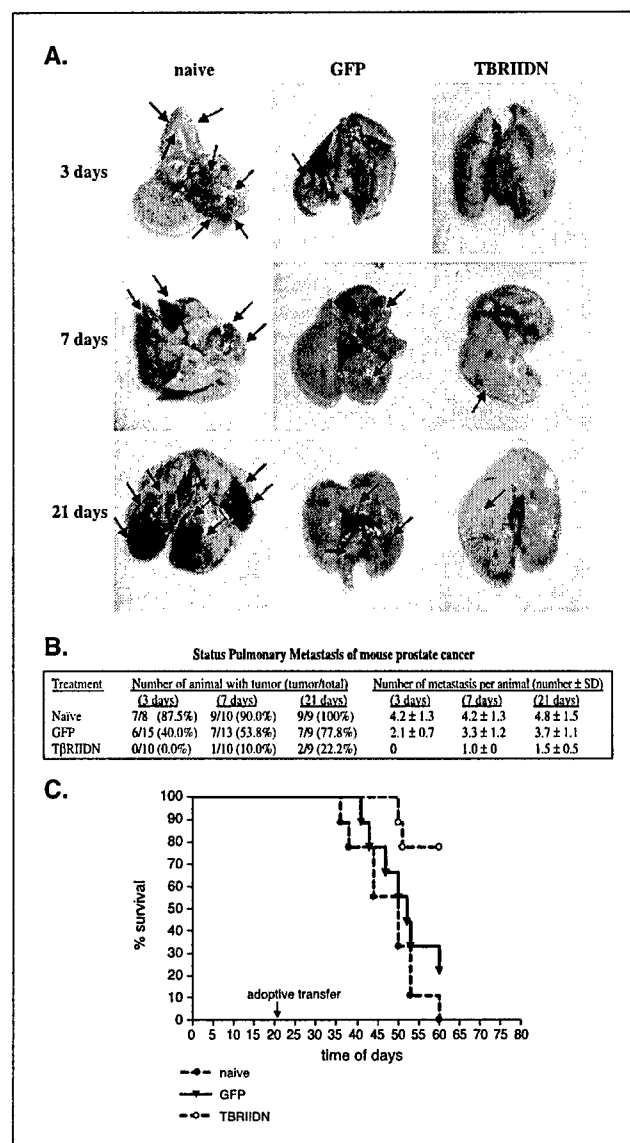 A.
naive GFP TBRIIDN
3 days
7 days
21 days
B.
Status Pulmonary Metastasis of mouse prostate cancer
Treatment Number of animal with tumor (tumor/total) Number of metastasis per animal (number ± SD)
(3 days) (7 days) (21 days) (3 days) (7 days) (21 days)
Naïve 7/8 (87.5%) 9/10 (90.0%) 9/9 (100%) 4.2 ± 1.3 4.2 ± 1.3 4.8 ± 1.5
GFP 6/15 (40.0%) 7/13 (53.8%) 7/9 (77.8%) 2.1 ± 0.7 3.3 ± 1.2 3.7 ± 1.1
TβRIIDN 0/10 (0.0%) 1/10 (10.0%) 2/9 (22.2%) 0 1.0 ± 0 1.5 ± 0.5
C.
100
90
80
70
60
50
40
30
20
10
0
% survival
adoptive transfer
0 5 10 15 20 25 30 35 40 45 50 55 60 65 70 75 80
time of days
naive
GFP
TBRIIDN